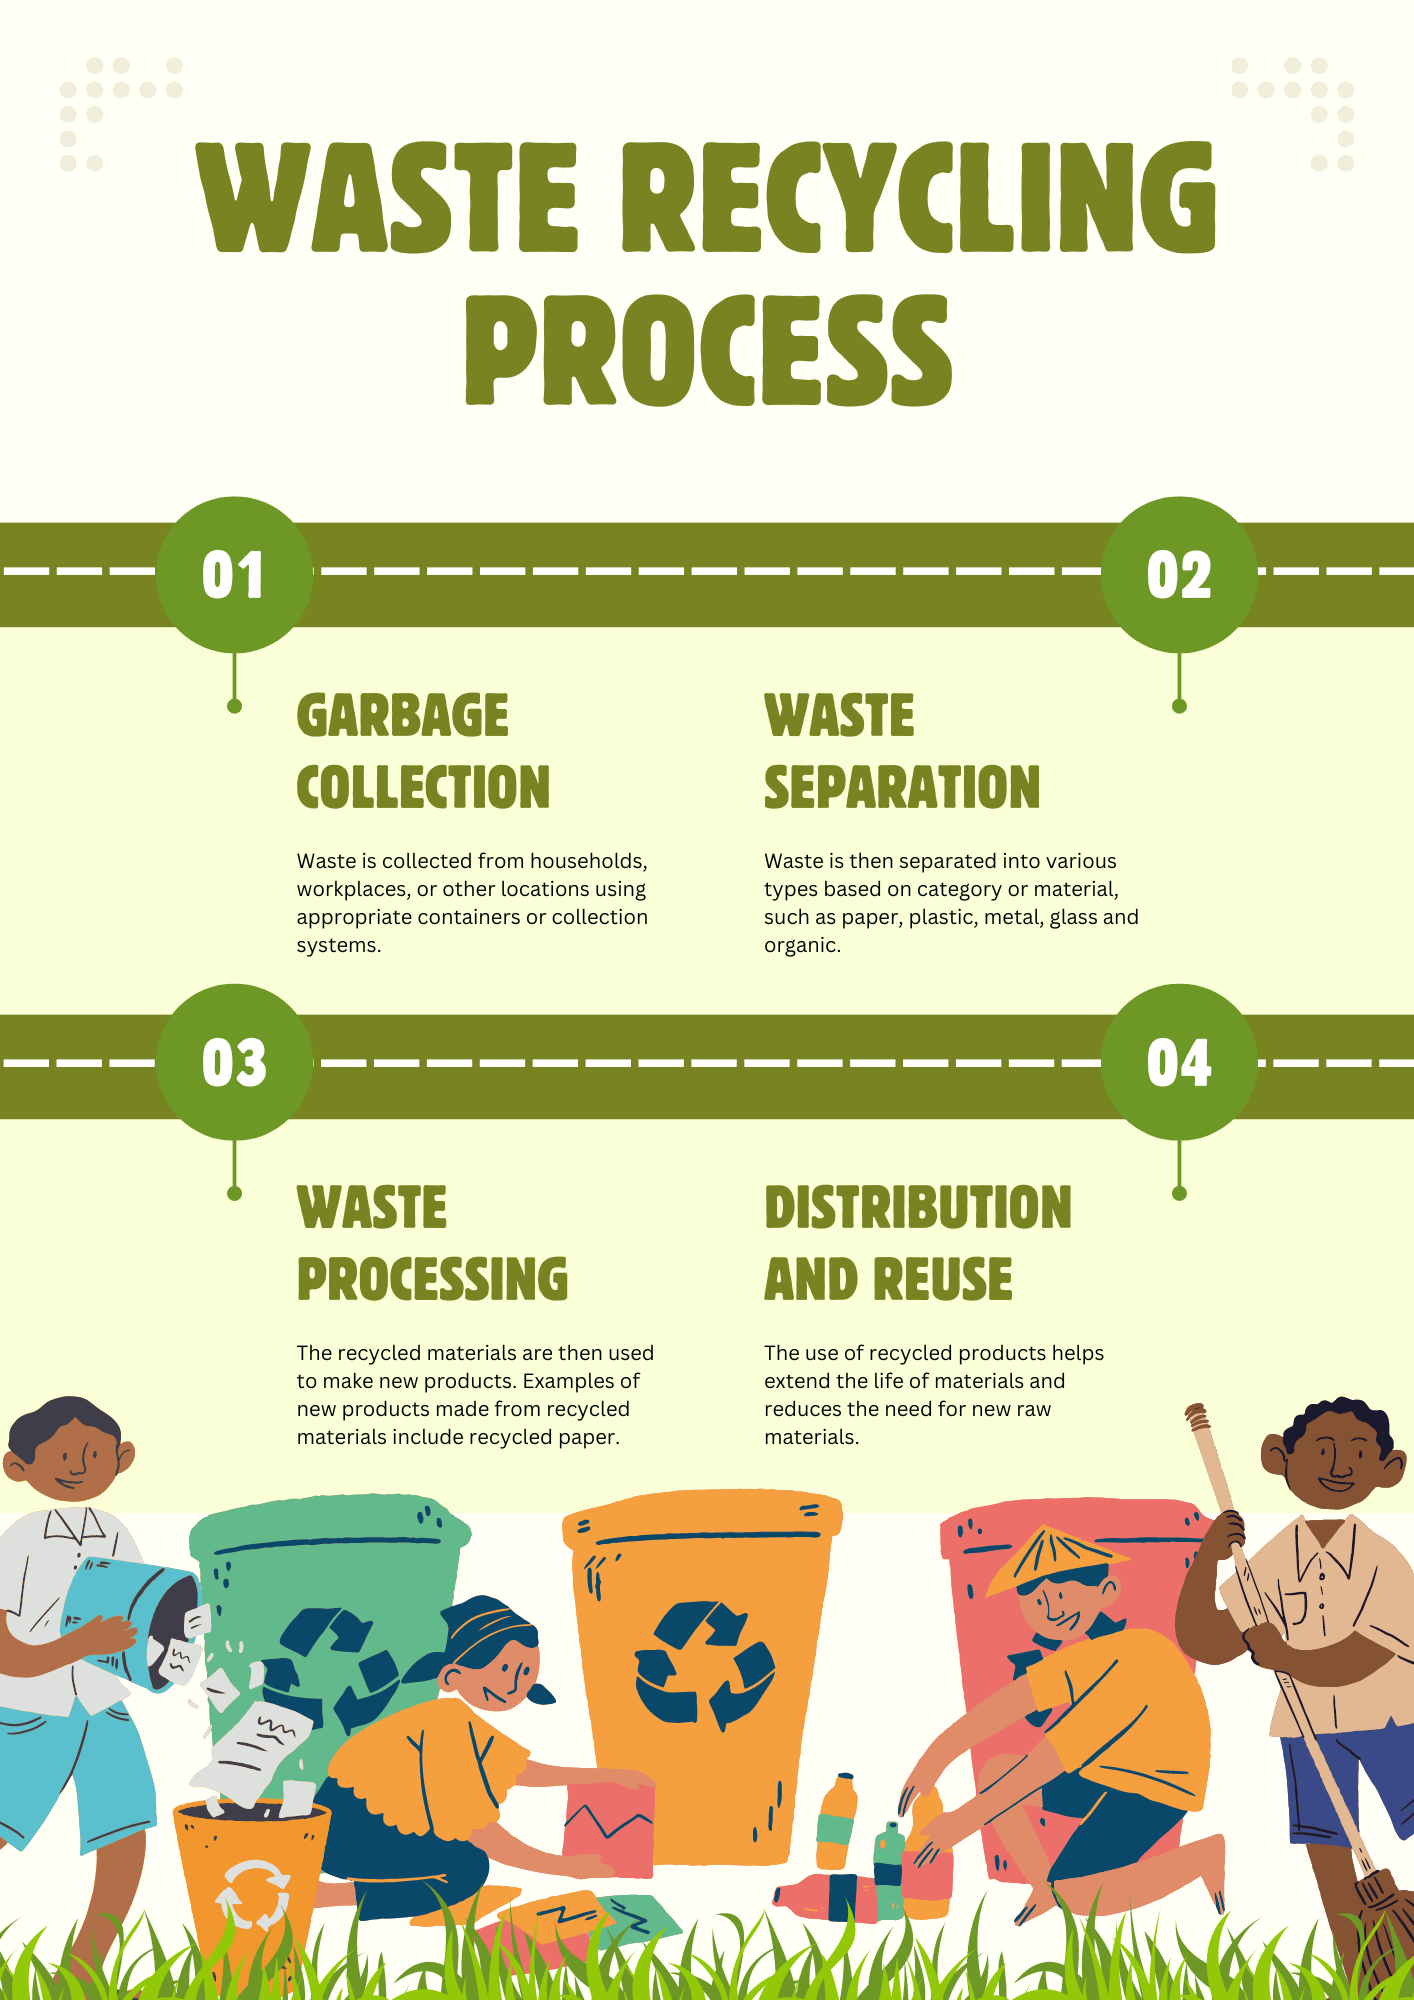 WASTE RECYCLING
PROCESS
01
02
GARBAGE
COLLECTION
Waste is collected from households,
workplaces, or other locations using
appropriate containers or collection
systems.
WASTE
SEPARATION
Waste is then separated into various
types based on category or material,
such as paper, plastic, metal, glass and
organic.
03
04
WASTE
PROCESSING
The recycled materials are then used
to make new products. Examples of
new products made from recycled
materials include recycled paper.
DISTRIBUTION
AND REUSE
The use of recycled products helps
extend the life of materials and
reduces the need for new raw
materials.